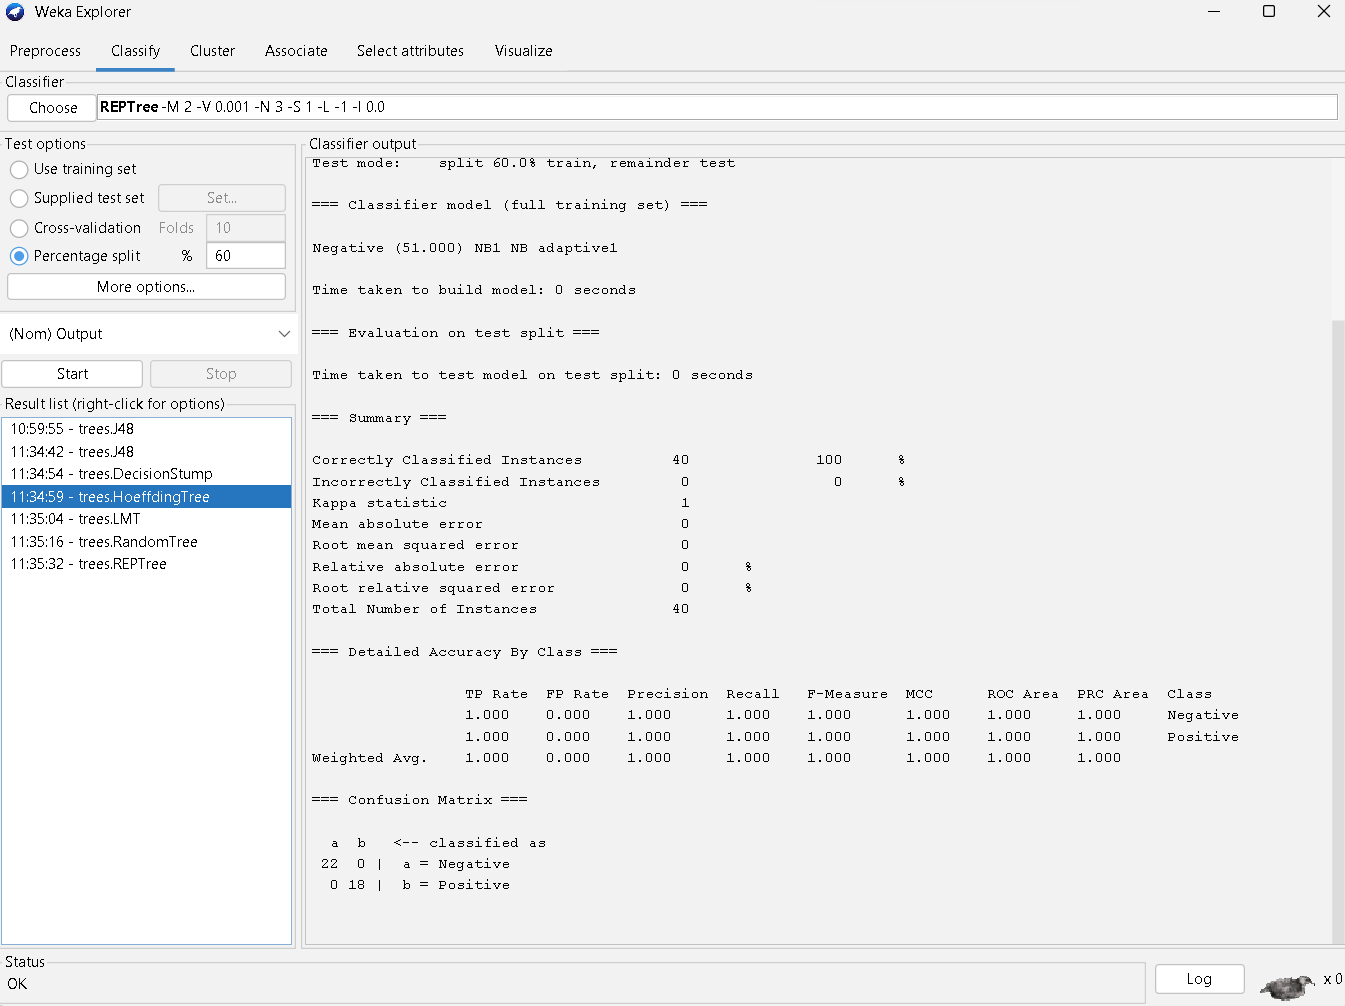 Weka Explorer
Preprocess Classify Cluster Associate Select attributes Visualize
Classifier
Choose REPTree -M 2 -V 0.001 -N 3 -S 1 -L -1 -I 0.0
Test options
Use training set
Supplied test set Set...
Cross-validation Folds 10
Percentage split % 60
More options...
(Nom) Output
Start Stop
Result list (right-click for options)
10:59:55 - trees.J48
11:34:42 - trees.J48
11:34:54 - trees.DecisionStump
11:34:59 - trees.HoeffdingTree
11:35:04 - trees.LMT
11:35:16 - trees.RandomTree
11:35:32 - trees.REPTree
Classifier output
Test mode: split 60.0% train, remainder test
=== Classifier model (full training set) ===
Negative (51.000) NB1 NB adaptive1
Time taken to build model: 0 seconds
=== Evaluation on test split ===
Time taken to test model on test split: 0 seconds
=== Summary ===
Correctly Classified Instances 40 100 %
Incorrectly Classified Instances 0 0 %
Kappa statistic 1
Mean absolute error 0
Root mean squared error 0
Relative absolute error 0 %
Root relative squared error 0 %
Total Number of Instances 40
=== Detailed Accuracy By Class ===
TP Rate FP Rate Precision Recall F-Measure MCC ROC Area PRC Area Class
1.000 0.000 1.000 1.000 1.000 1.000 1.000 1.000 Negative
1.000 0.000 1.000 1.000 1.000 1.000 1.000 1.000 Positive
Weighted Avg. 1.000 0.000 1.000 1.000 1.000 1.000 1.000 1.000
=== Confusion Matrix ===
a b <-- classified as
22 0 | a = Negative
0 18 | b = Positive
Status
OK
Log x 0